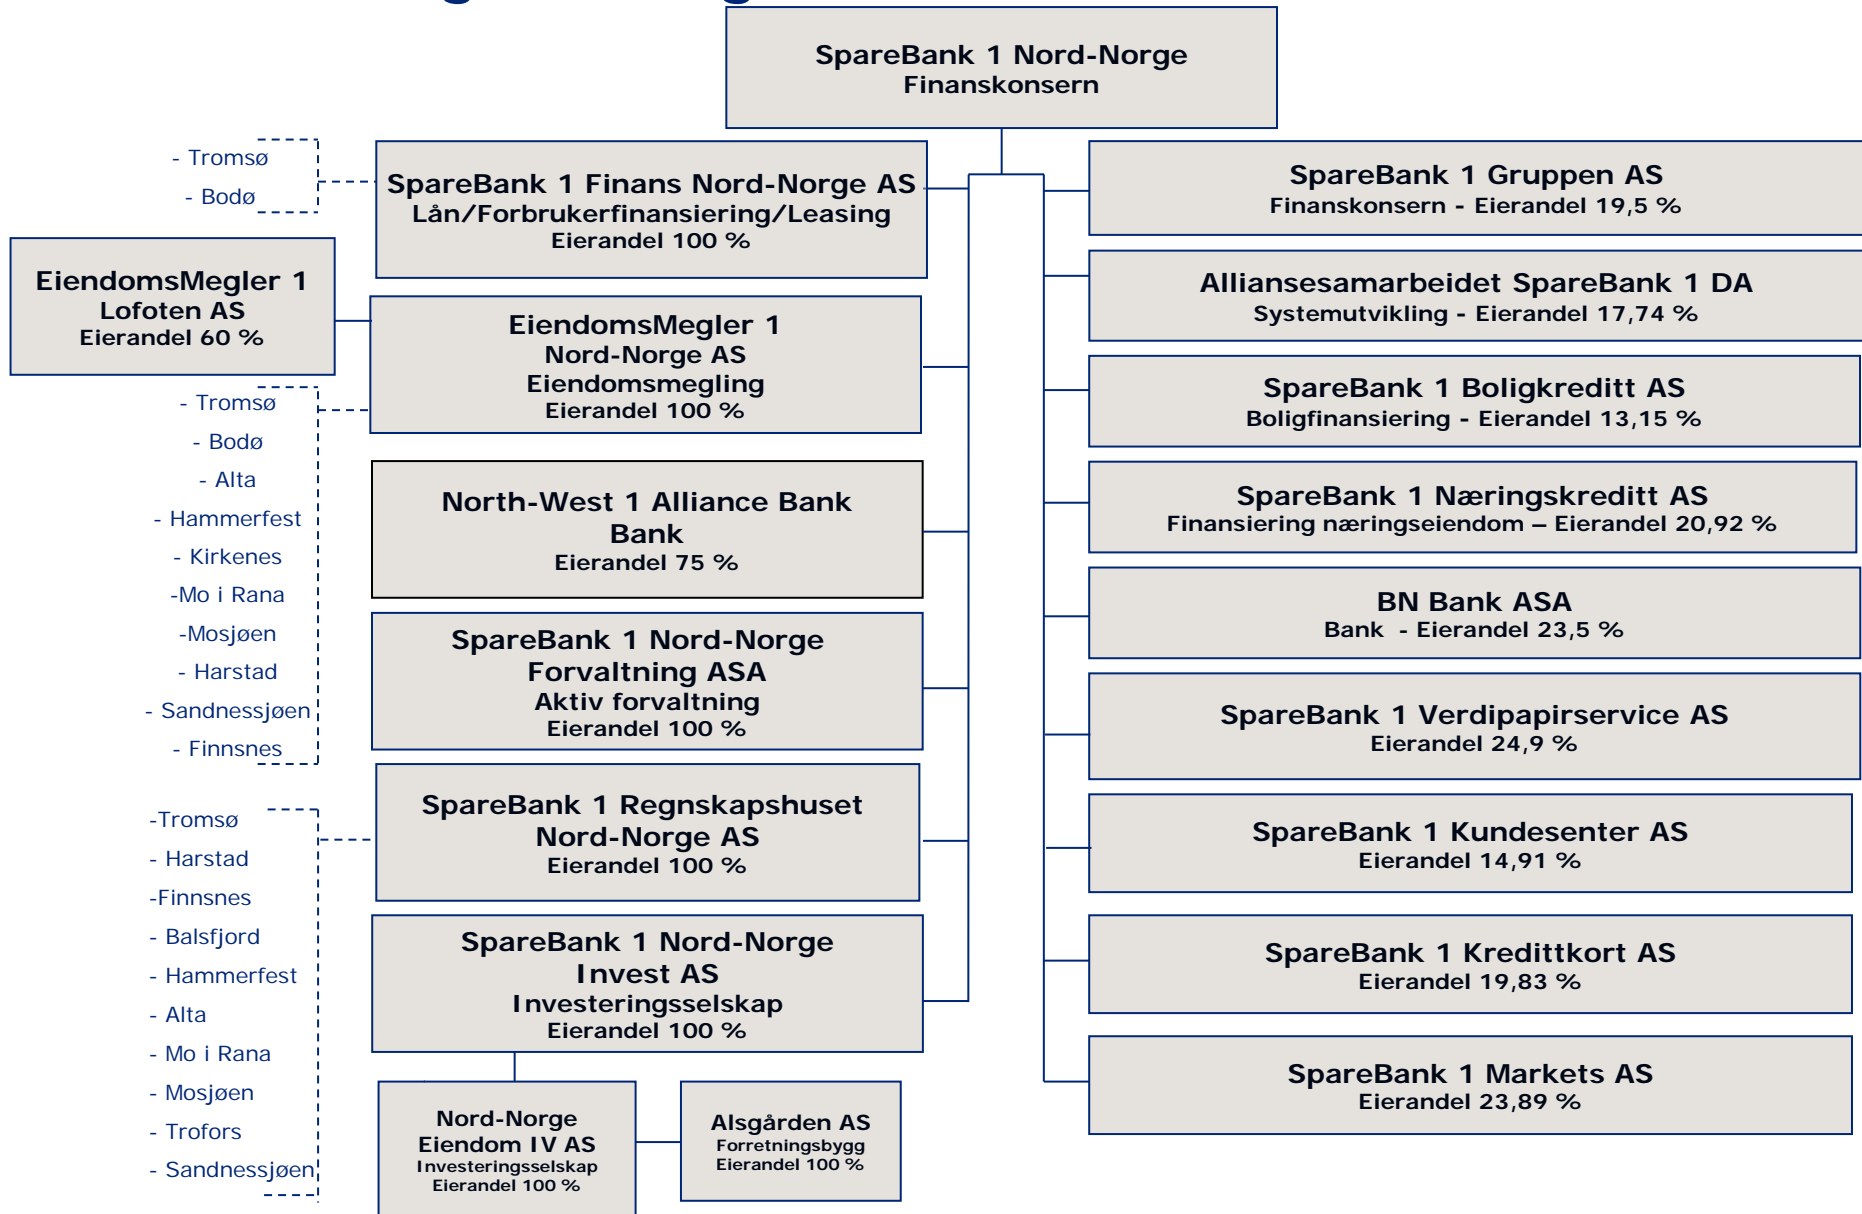 SpareBank 1 Nord-Norge
Finanskonsern
- Tromsø
- Bodø
SpareBank 1 Finans Nord-Norge AS
Lån/Forbrukerfinansiering/Leasing
Eierandel 100 %
EiendomsMegler 1
Lofoten AS
Eierandel 60 %
EiendomsMegler 1
Nord-Norge AS
Eiendomsmegling
Eierandel 100 %
- Tromsø
- Bodø
- Alta
- Hammerfest
- Kirkenes
-Mo i Rana
-Mosjøen
- Harstad
- Sandnessjøen
- Finnsnes
North-West 1 Alliance Bank
Bank
Eierandel 75 %
SpareBank 1 Nord-Norge
Forvaltning ASA
Aktiv forvaltning
Eierandel 100 %
SpareBank 1 Regnskapshuset
Nord-Norge AS
Eierandel 100 %
-Tromsø
- Harstad
-Finnsnes
- Balsfjord
- Hammerfest
- Alta
- Mo i Rana
- Mosjøen
- Trofors
- Sandnessjøen
SpareBank 1 Nord-Norge
Invest AS
Investeringsselskap
Eierandel 100 %
Nord-Norge
Eiendom IV AS
Investeringsselskap
Eierandel 100 %
Alsgården AS
Forretningsbygg
Eierandel 100 %
SpareBank 1 Gruppen AS
Finanskonsern - Eierandel 19,5 %
Alliansesamarbeidet SpareBank 1 DA
Systemutvikling - Eierandel 17,74 %
SpareBank 1 Boligkreditt AS
Boligfinansiering - Eierandel 13,15 %
SpareBank 1 Næringskreditt AS
Finansiering næringseiendom – Eierandel 20,92 %
BN Bank ASA
Bank - Eierandel 23,5 %
SpareBank 1 Verdipapirservice AS
Eierandel 24,9 %
SpareBank 1 Kundesenter AS
Eierandel 14,91 %
SpareBank 1 Kredittkort AS
Eierandel 19,83 %
SpareBank 1 Markets AS
Eierandel 23,89 %